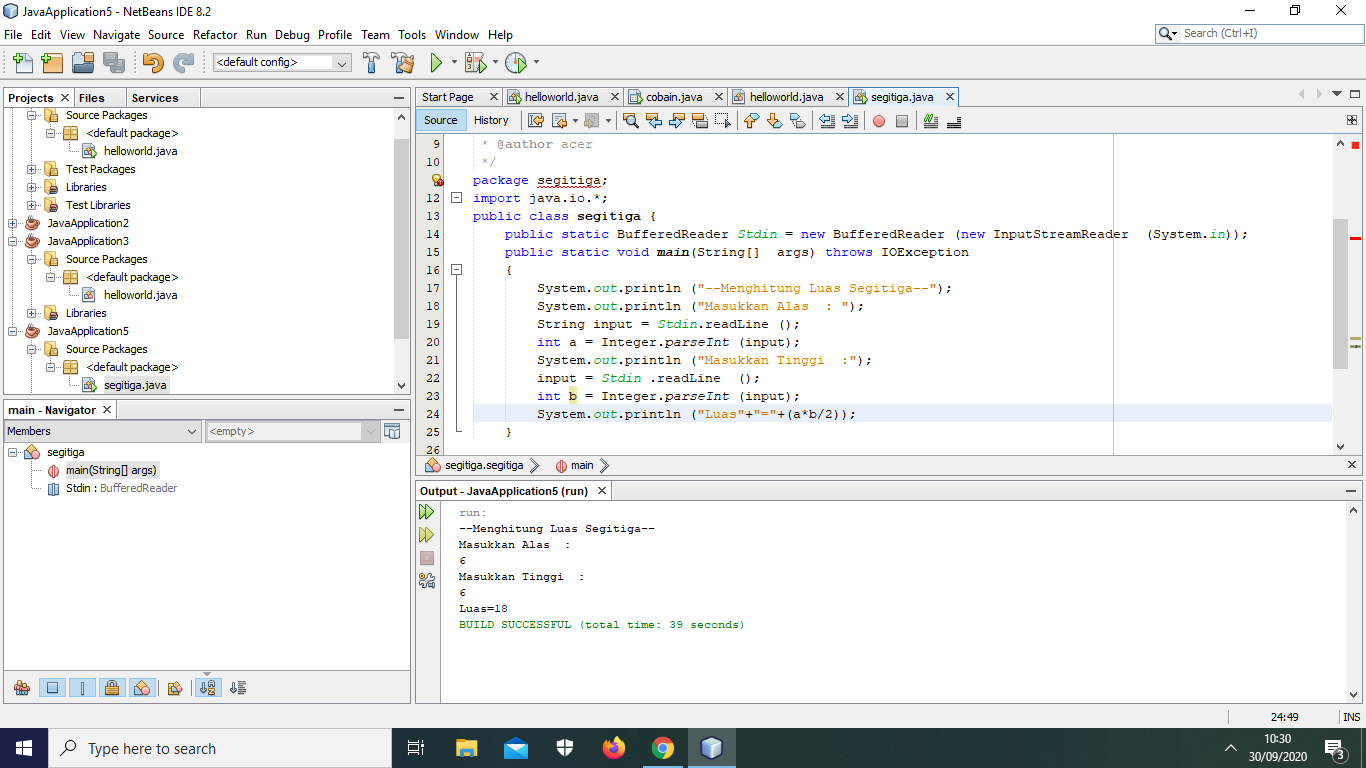 JavaApplication5 - NetBeans IDE 8.2
File Edit View Navigate Source Refactor Run Debug Profile Team Tools Window Help
Search (Ctrl+I)
<default config>
Projects Files Services
Source Packages
<default package>
helloworld.java
Test Packages
Libraries
Test Libraries
JavaApplication2
JavaApplication3
Source Packages
<default package>
helloworld.java
Libraries
JavaApplication5
Source Packages
<default package>
segitiga.java
main - Navigator
Members <empty>
segitiga
main(String[] args)
Stdin : BufferedReader
Start Page helloworld.java cobain.java helloworld.java segitiga.java
Source History
9 * @author acer
10 */
package segitiga;
12 import java.io.*;
13 public class segitiga {
14 public static BufferedReader Stdin = new BufferedReader (new InputStreamReader (System.in));
15 public static void main(String[] args) throws IOException
16 {
17 System.out.println ("--Menghitung Luas Segitiga--");
18 System.out.println ("Masukkan Alas : ");
19 String input = Stdin.readLine ();
20 int a = Integer.parseInt (input);
21 System.out.println ("Masukkan Tinggi :");
22 input = Stdin .readLine ();
23 int b = Integer.parseInt (input);
24 System.out.println ("Luas"+"="+(a*b/2));
25 }
26
segitiga.segitiga main
Output - JavaApplication5 (run)
run:
--Menghitung Luas Segitiga--
Masukkan Alas :
6
Masukkan Tinggi :
6
Luas=18
BUILD SUCCESSFUL (total time: 39 seconds)
24:49 INS
Type here to search
10:30
30/09/2020
3